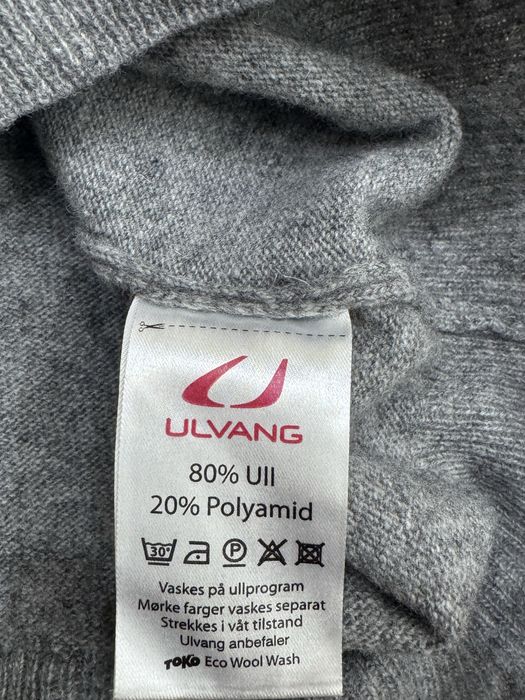 ULVANG
80% Ull
20% Polyamid
30° P
Vaskes på ullprogram
Mørke farger vaskes separat
Strekkes i våt tilstand
Ulvang anbefaler
TOKO Eco Wool Wash